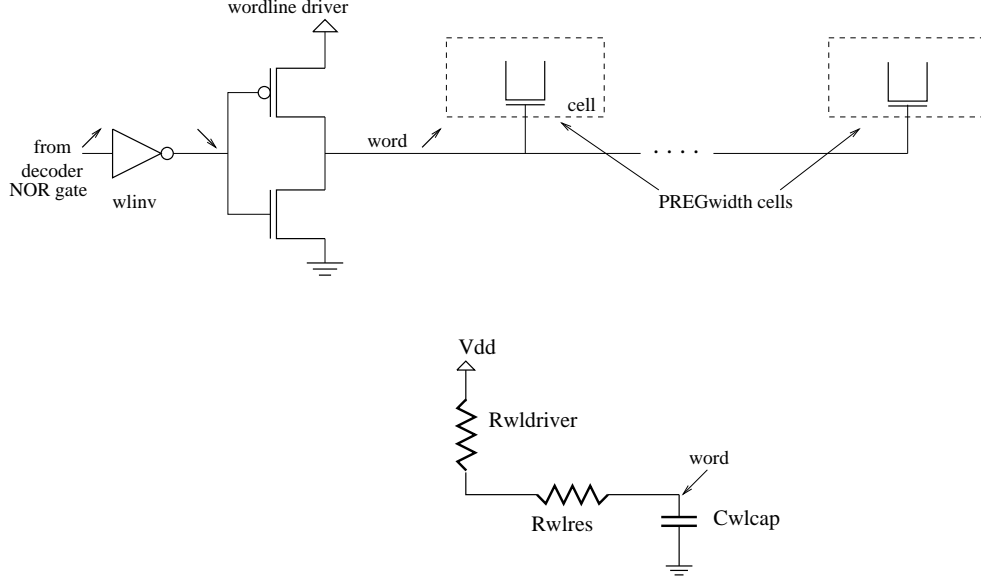 wordline driver
cell
word
from
decoder
NOR gate
wlinv
PREGwidth cells
Vdd
Rwldriver
word
Rwlres
Cwlcap